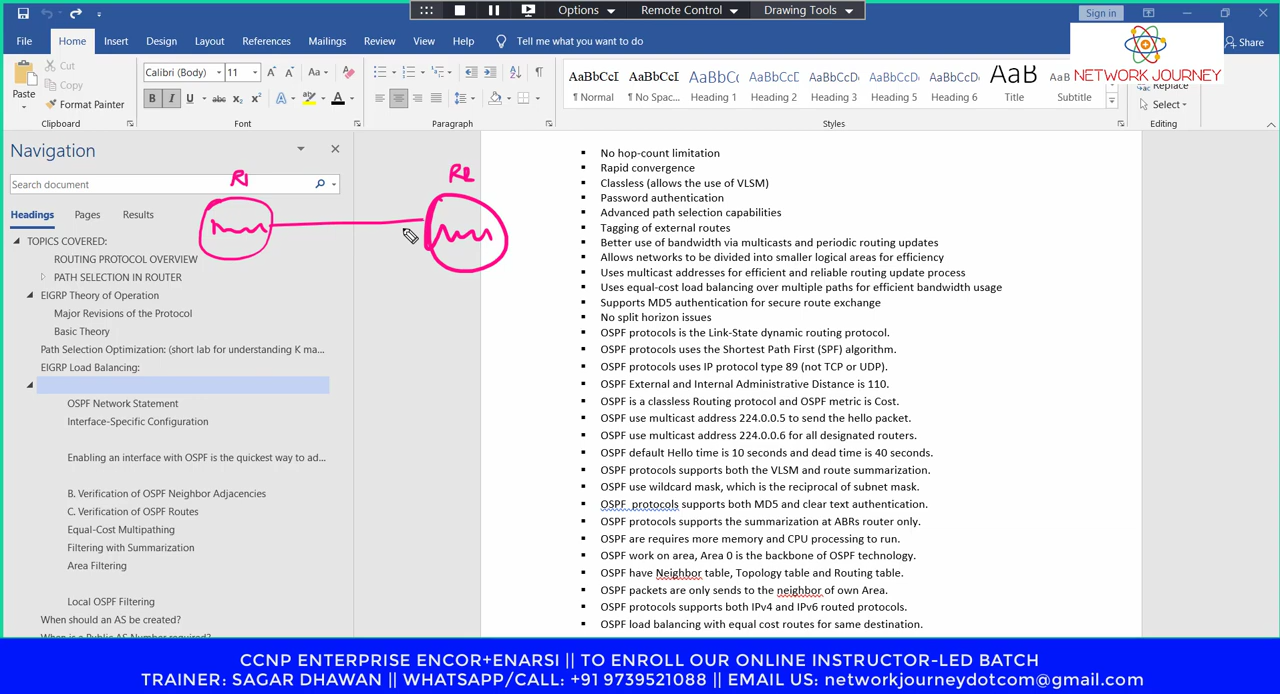 Options Remote Control Drawing Tools
Sign in
File Home Insert Design Layout References Mailings Review View Help Tell me what you want to do Share
NETWORK JOURNEY
Paste Cut Copy Format Painter
Calibri (Body) 11 Aa
B I U abc X₂ X² A A
AaBbCcI AaBbCcI AaBbC( AaBbCcI AaBbCcD AaBbCcD AaBbCcD AaB
¶ Normal ¶ No Spac... Heading 1 Heading 2 Heading 3 Heading 5 Heading 6 Title Subtitle
Replace
Select
Clipboard Font Paragraph Styles Editing
Navigation
Search document
Headings Pages Results
R1 R2
TOPICS COVERED:
ROUTING PROTOCOL OVERVIEW
PATH SELECTION IN ROUTER
EIGRP Theory of Operation
Major Revisions of the Protocol
Basic Theory
Path Selection Optimization: (short lab for understanding K ma...
EIGRP Load Balancing:
OSPF Network Statement
Interface-Specific Configuration
Enabling an interface with OSPF is the quickest way to ad...
B. Verification of OSPF Neighbor Adjacencies
C. Verification of OSPF Routes
Equal-Cost Multipathing
Filtering with Summarization
Area Filtering
Local OSPF Filtering
When should an AS be created?
When is a Public AS Number required?
No hop-count limitation
Rapid convergence
Classless (allows the use of VLSM)
Password authentication
Advanced path selection capabilities
Tagging of external routes
Better use of bandwidth via multicasts and periodic routing updates
Allows networks to be divided into smaller logical areas for efficiency
Uses multicast addresses for efficient and reliable routing update process
Uses equal-cost load balancing over multiple paths for efficient bandwidth usage
Supports MD5 authentication for secure route exchange
No split horizon issues
OSPF protocols is the Link-State dynamic routing protocol.
OSPF protocols uses the Shortest Path First (SPF) algorithm.
OSPF protocols uses IP protocol type 89 (not TCP or UDP).
OSPF External and Internal Administrative Distance is 110.
OSPF is a classless Routing protocol and OSPF metric is Cost.
OSPF use multicast address 224.0.0.5 to send the hello packet.
OSPF use multicast address 224.0.0.6 for all designated routers.
OSPF default Hello time is 10 seconds and dead time is 40 seconds.
OSPF protocols supports both the VLSM and route summarization.
OSPF use wildcard mask, which is the reciprocal of subnet mask.
OSPF protocols supports both MD5 and clear text authentication.
OSPF protocols supports the summarization at ABRs router only.
OSPF are requires more memory and CPU processing to run.
OSPF work on area, Area 0 is the backbone of OSPF technology.
OSPF have Neighbor table, Topology table and Routing table.
OSPF packets are only sends to the neighbor of own Area.
OSPF protocols supports both IPv4 and IPv6 routed protocols.
OSPF load balancing with equal cost routes for same destination.
CCNP ENTERPRISE ENCOR+ENARSI || TO ENROLL OUR ONLINE INSTRUCTOR-LED BATCH
TRAINER: SAGAR DHAWAN || WHATSAPP/CALL: +91 9739521088 || EMAIL US: networkjourneydotcom@gmail.com